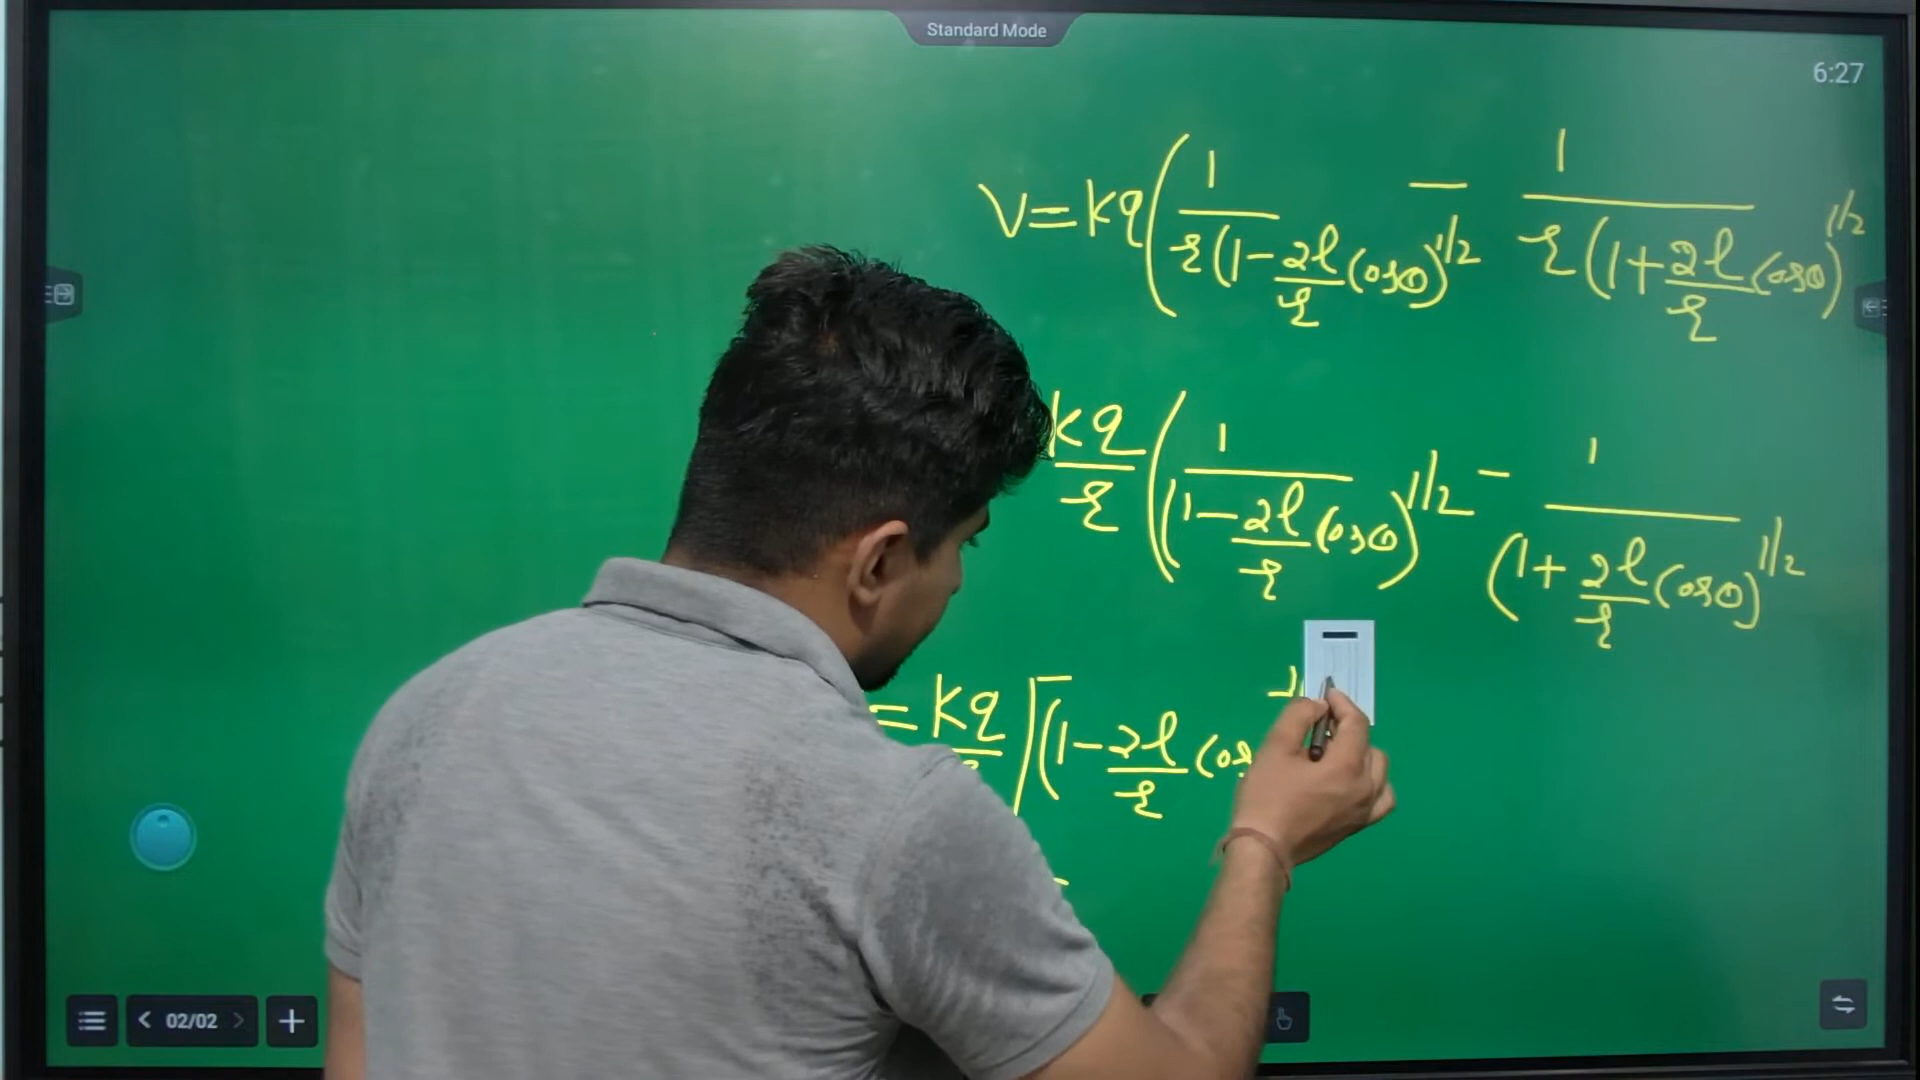 Standard Mode
6:27
V = kq ( 1 / r(1 - 2l/r cosθ)^1/2 - 1 / r(1 + 2l/r cosθ)^1/2
kq/r ( 1 / (1 - 2l/r cosθ)^1/2 - 1 / (1 + 2l/r cosθ)^1/2
= kq [ (1 - 2l/r cos
02/02